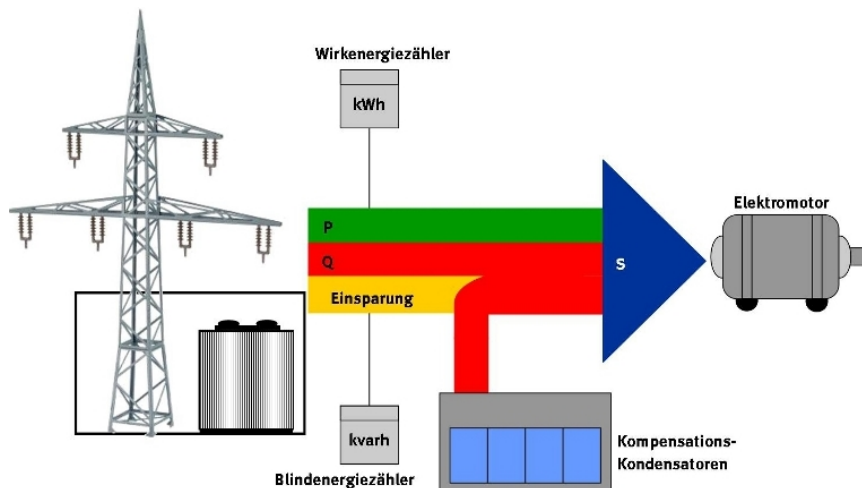 Wirkenergiezähler
kWh
P
Q
Einsparung
S
Elektromotor
kvarh
Blindenergiezähler
Kompensations-
Kondensatoren